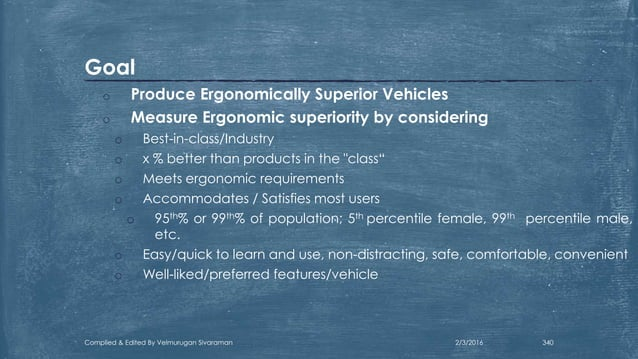 Goal
○ Produce Ergonomically Superior Vehicles
○ Measure Ergonomic superiority by considering
○ Best-in-class/Industry
○ x % better than products in the "class“
○ Meets ergonomic requirements
○ Accommodates / Satisfies most users
○ 95th% or 99th% of population; 5th percentile female, 99th percentile male,
etc.
○ Easy/quick to learn and use, non-distracting, safe, comfortable, convenient
○ Well-liked/preferred features/vehicle
Complied & Edited By Velmurugan Sivaraman 2/3/2016 340